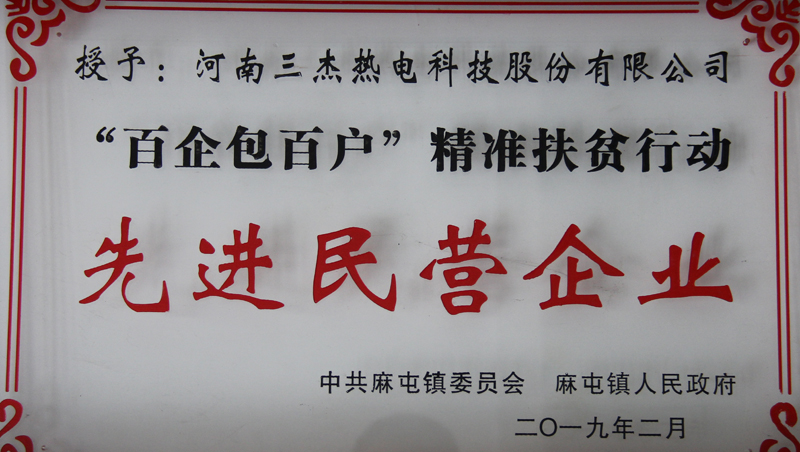 授予：河南三杰热电科技股份有限公司
“百企包百户”精准扶贫行动
先进民营企业
中共麻屯镇委员会 麻屯镇人民政府
二〇一九年二月